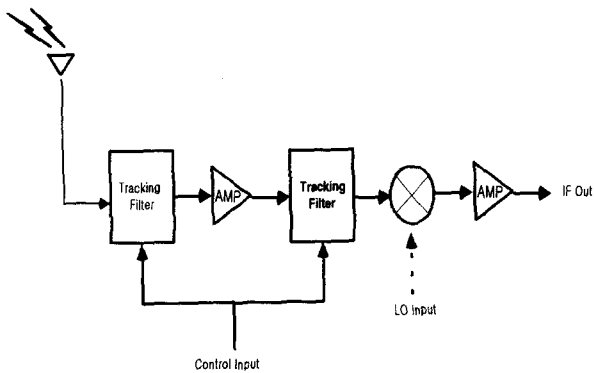 Tracking
Filter
AMP
Tracking
Filter
AMP
IF Out
LO Input
Control Input